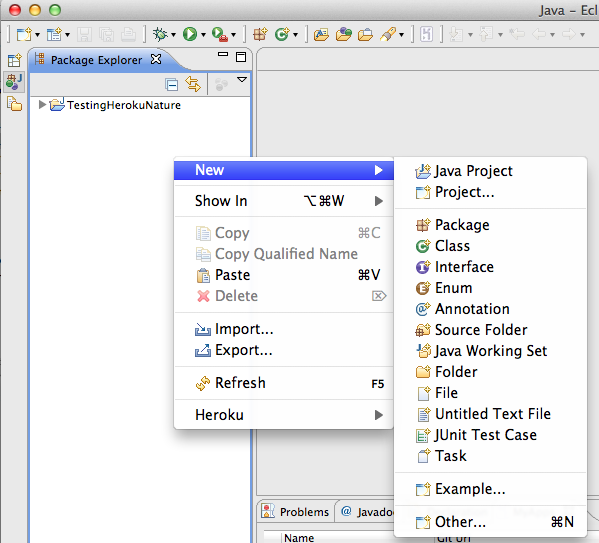 Java – Ecl
Package Explorer
TestingHerokuNature
New
Show In ⌥⌘W
Copy ⌘C
Copy Qualified Name
Paste ⌘V
Delete ⌦
Import...
Export...
Refresh F5
Heroku
Java Project
Project...
Package
Class
Interface
Enum
Annotation
Source Folder
Java Working Set
Folder
File
Untitled Text File
JUnit Test Case
Task
Example...
Other... ⌘N
Problems @ Javadoc
Name Git Url